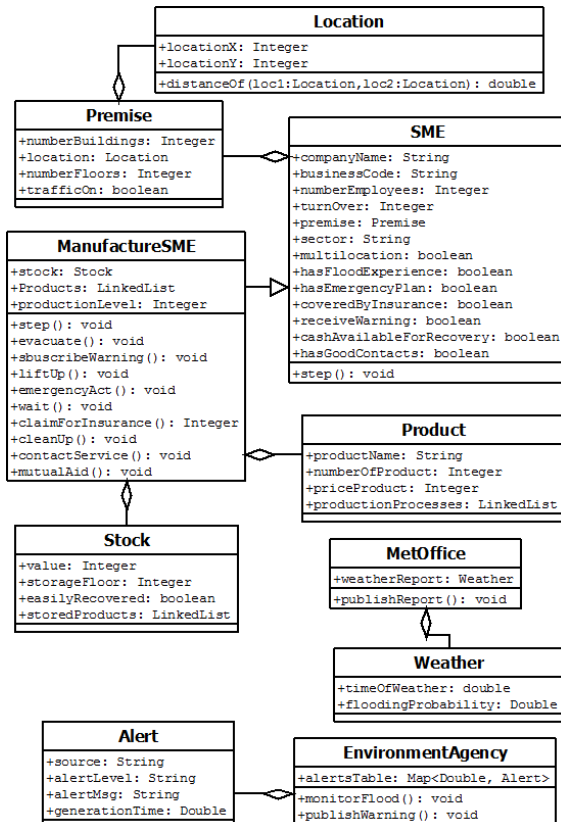 Location
+locationX: Integer
+locationY: Integer
+distanceOf(loc1:Location,loc2:Location): double
Premise
+numberBuildings: Integer
+location: Location
+numberFloors: Integer
+trafficOn: boolean
SME
+companyName: String
+businessCode: String
+numberEmployees: Integer
+turnOver: Integer
+premise: Premise
+sector: String
+multilocation: boolean
+hasFloodExperience: boolean
+hasEmergencyPlan: boolean
+coveredByInsurance: boolean
+receiveWarning: boolean
+cashAvailableForRecovery: boolean
+hasGoodContacts: boolean
+step(): void
ManufactureSME
+stock: Stock
+Products: LinkedList
+productionLevel: Integer
+step(): void
+evacuate(): void
+sbuscribeWarning(): void
+liftUp(): void
+emergencyAct(): void
+wait(): void
+claimForInsurance(): Integer
+cleanUp(): void
+contactService(): void
+mutualAid(): void
Product
+productName: String
+numberOfProduct: Integer
+priceProduct: Integer
+productionProcesses: LinkedList
Stock
+value: Integer
+storageFloor: Integer
+easilyRecovered: boolean
+storedProducts: LinkedList
MetOffice
+weatherReport: Weather
+publishReport(): void
Weather
+timeOfWeather: double
+floodingProbability: Double
Alert
+source: String
+alertLevel: String
+alertMsg: String
+generationTime: Double
EnvironmentAgency
+alertsTable: Map<Double, Alert>
+monitorFlood(): void
+publishWarning(): void